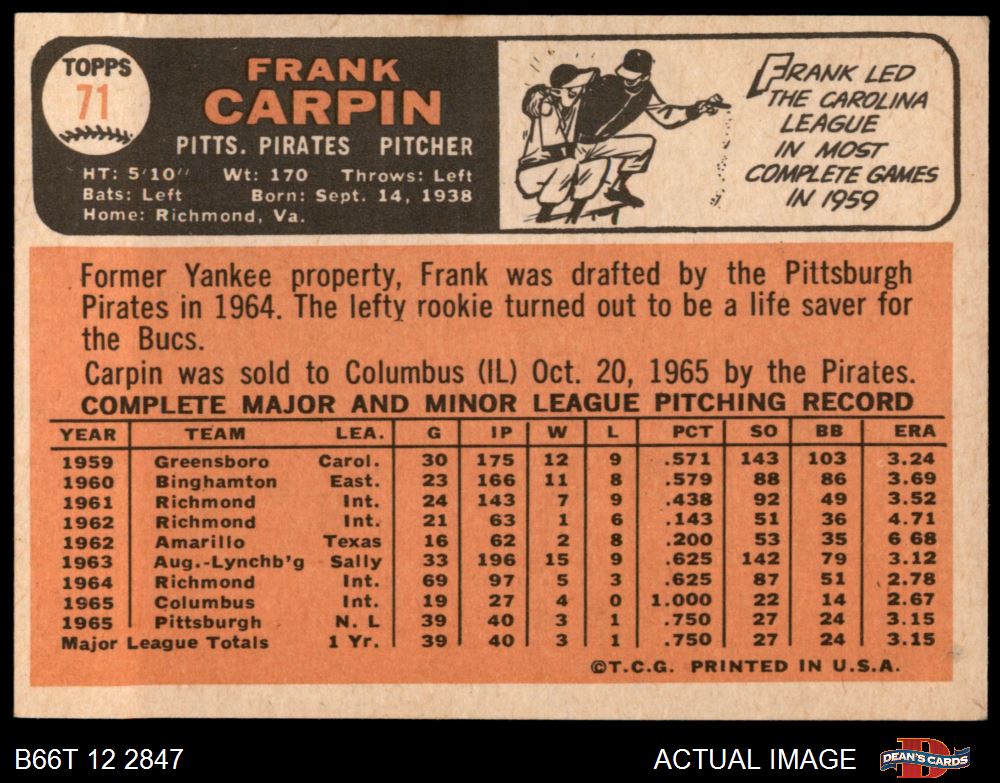 TOPPS
71
FRANK
CARPIN
PITTS. PIRATES PITCHER
HT: 5'10" Wt: 170 Throws: Left
Bats: Left Born: Sept. 14, 1938
Home: Richmond, Va.
FRANK LED
THE CAROLINA
LEAGUE
IN MOST
COMPLETE GAMES
IN 1959
Former Yankee property, Frank was drafted by the Pittsburgh
Pirates in 1964. The lefty rookie turned out to be a life saver for
the Bucs.
Carpin was sold to Columbus (IL) Oct. 20, 1965 by the Pirates.
COMPLETE MAJOR AND MINOR LEAGUE PITCHING RECORD
YEAR TEAM LEA. G IP W L PCT SO BB ERA
1959 Greensboro Carol. 30 175 12 9 .571 143 103 3.24
1960 Binghamton East. 23 166 11 8 .579 88 86 3.69
1961 Richmond Int. 24 143 7 9 .438 92 49 3.52
1962 Richmond Int. 21 63 1 6 .143 51 36 4.71
1962 Amarillo Texas 16 62 2 8 .200 53 35 6 68
1963 Aug.-Lynchb'g Sally 33 196 15 9 .625 142 79 3.12
1964 Richmond Int. 69 97 5 3 .625 87 51 2.78
1965 Columbus Int. 19 27 4 0 1.000 22 14 2.67
1965 Pittsburgh N. L 39 40 3 1 .750 27 24 3.15
Major League Totals 1 Yr. 39 40 3 1 .750 27 24 3.15
©T.C.G. PRINTED IN U.S.A.
B66T 12 2847 ACTUAL IMAGE D DEAN'S CARDS